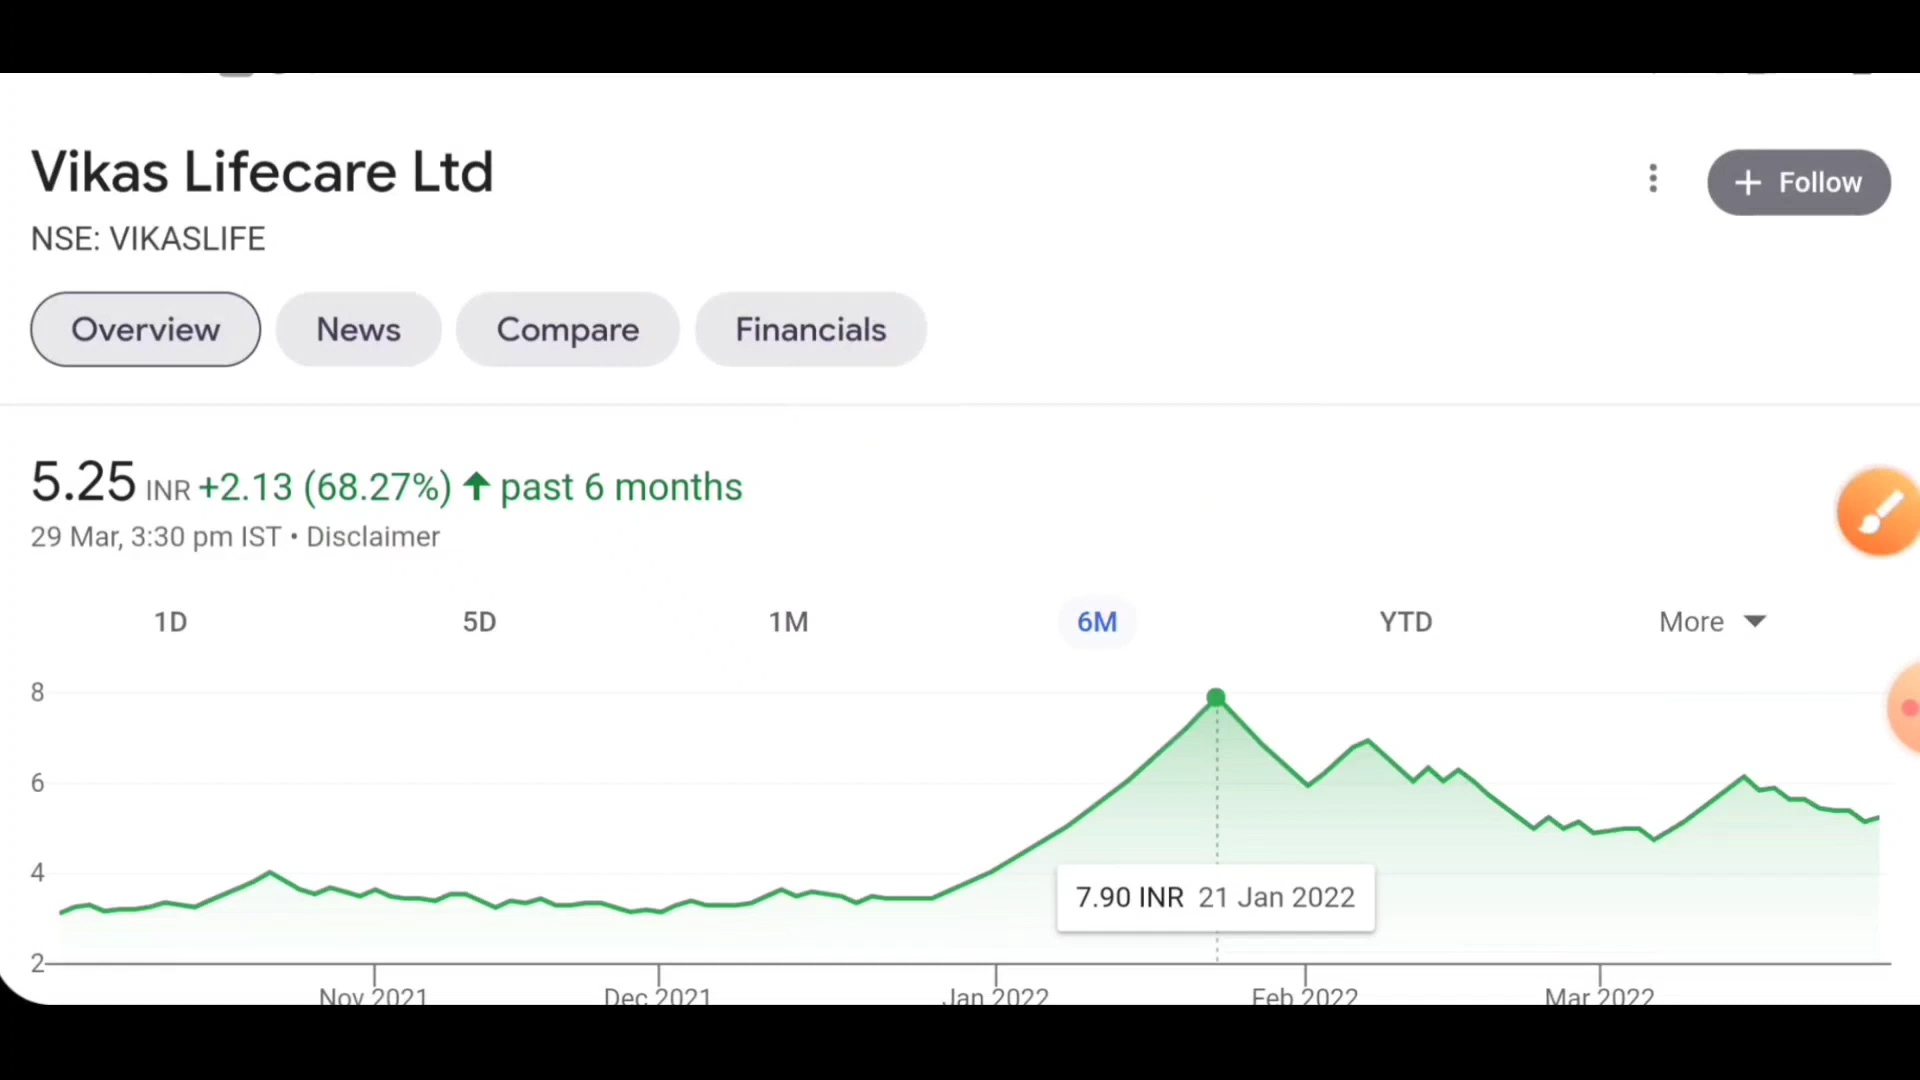 Vikas Lifecare Ltd
+ Follow
NSE: VIKASLIFE
Overview News Compare Financials
5.25 INR +2.13 (68.27%) ↑ past 6 months
29 Mar, 3:30 pm IST • Disclaimer
1D 5D 1M 6M YTD More
8
6
4
7.90 INR 21 Jan 2022
2
Nov 2021 Dec 2021 Jan 2022 Feb 2022 Mar 2022